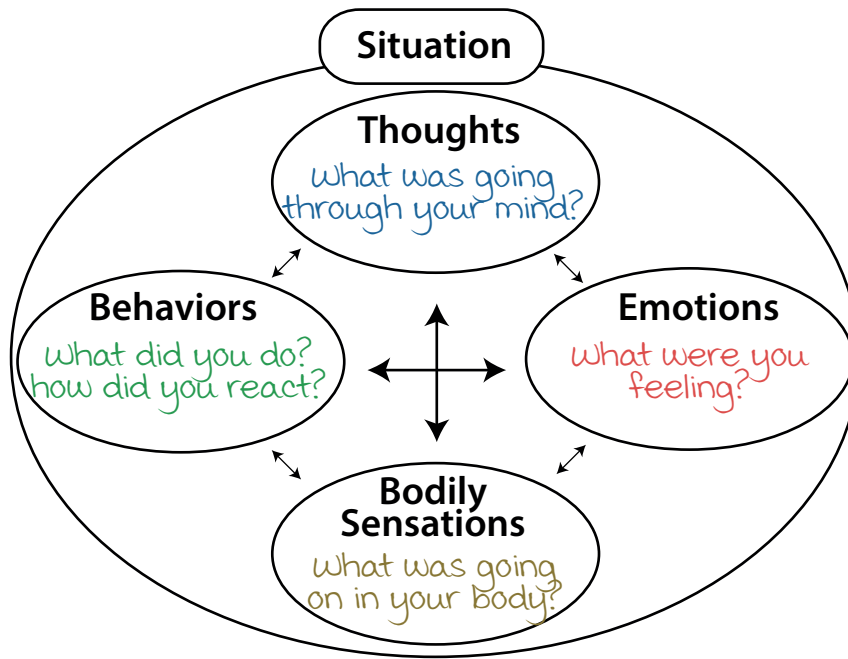 Situation
Thoughts
What was going
through your mind?
Behaviors
What did you do?
how did you react?
Emotions
What were you
feeling?
Bodily
Sensations
What was going
on in your body?